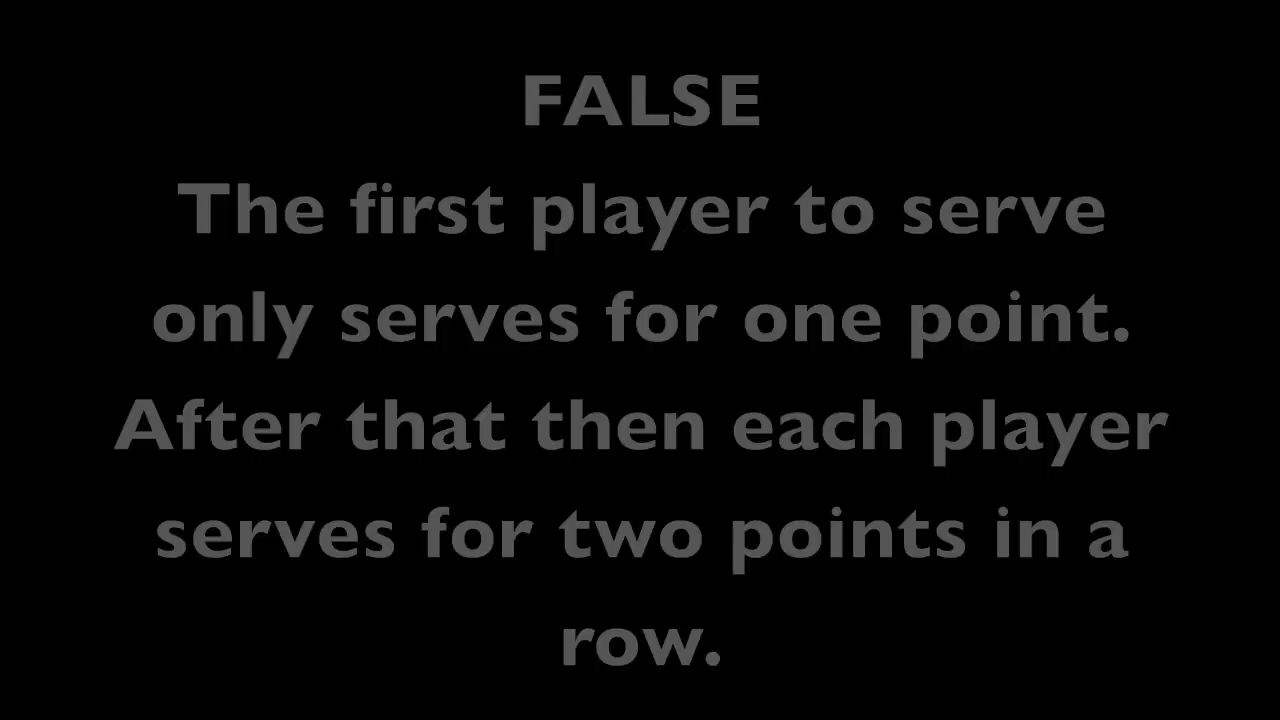 FALSE
The first player to serve
only serves for one point.
After that then each player
serves for two points in a
row.